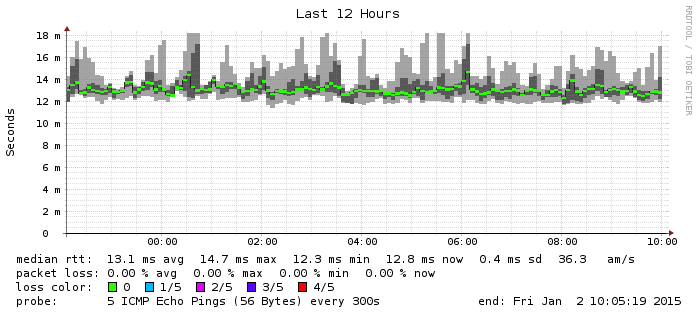 Last 12 Hours
RRDTOOL / TOBI OETIKER
Seconds
18 m
16 m
14 m
12 m
10 m
8 m
6 m
4 m
2 m
0
00:00 02:00 04:00 06:00 08:00 10:00
median rtt: 13.1 ms avg 14.7 ms max 12.3 ms min 12.8 ms now 0.4 ms sd 36.3 am/s
packet loss: 0.00 % avg 0.00 % max 0.00 % min 0.00 % now
loss color: 0 1/5 2/5 3/5 4/5
probe: 5 ICMP Echo Pings (56 Bytes) every 300s end: Fri Jan 2 10:05:19 2015